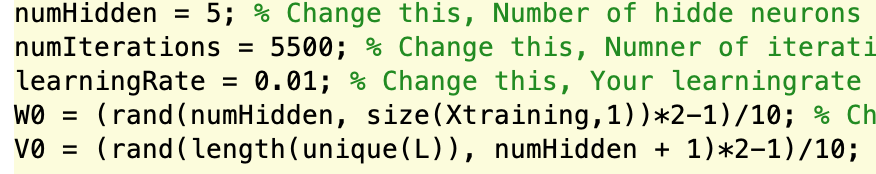 numHidden = 5; % Change this, Number of hidde neurons
numIterations = 5500; % Change this, Numner of iterati
learningRate = 0.01; % Change this, Your learningrate
W0 = (rand(numHidden, size(Xtraining,1))*2-1)/10; % Ch
V0 = (rand(length(unique(L)), numHidden + 1)*2-1)/10;